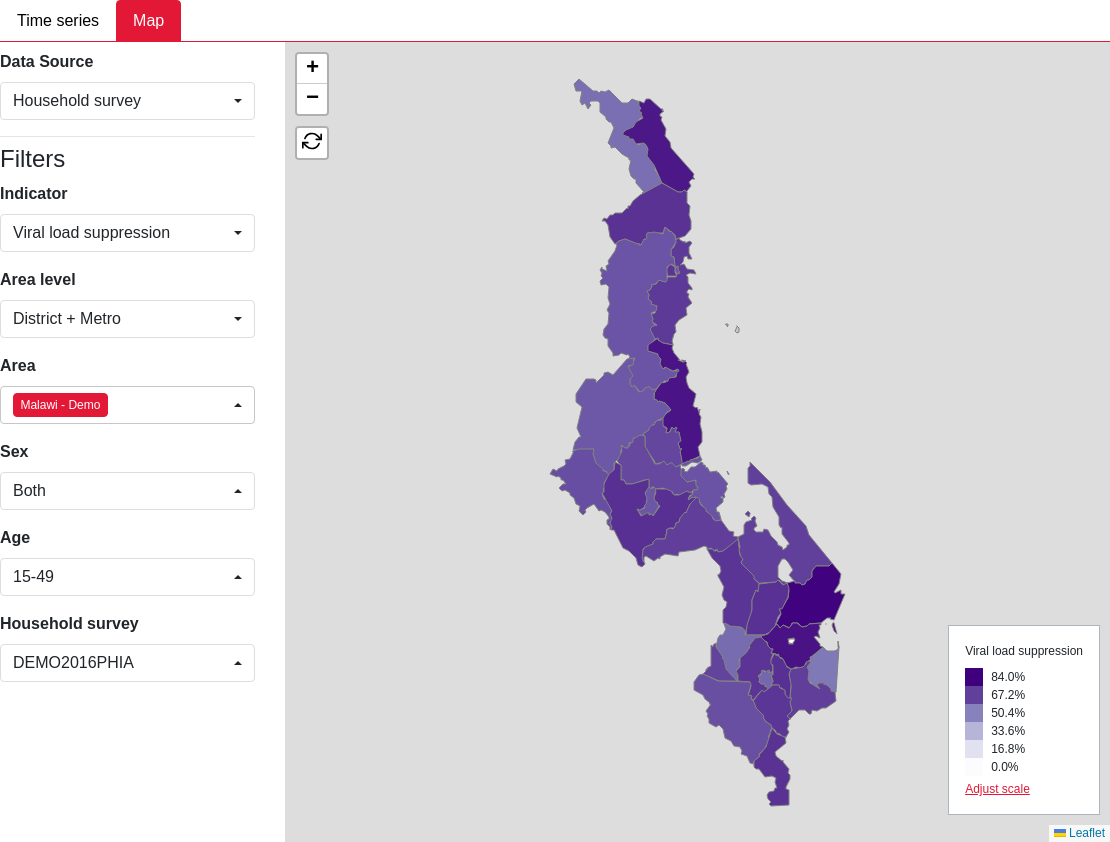 Time series
Map
Data Source
Household survey
Filters
Indicator
Viral load suppression
Area level
District + Metro
Area
Malawi - Demo
Sex
Both
Age
15-49
Household survey
DEMO2016PHIA
+
−
Viral load suppression
84.0%
67.2%
50.4%
33.6%
16.8%
0.0%
Adjust scale
Leaflet